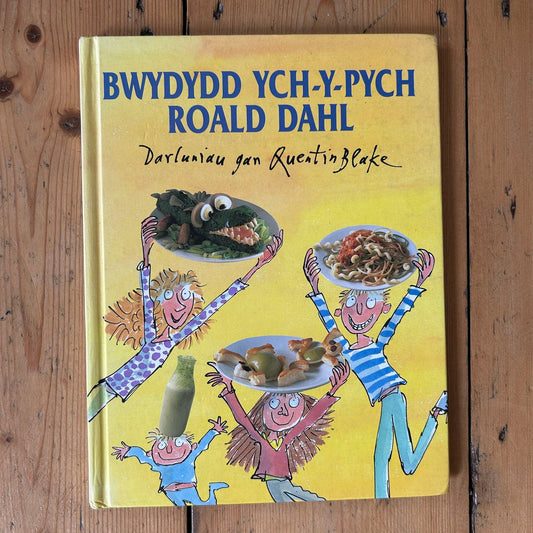 BWYDYDD YCH-Y-PYCH
ROALD DAHL
Darluniau gan Quentin Blake